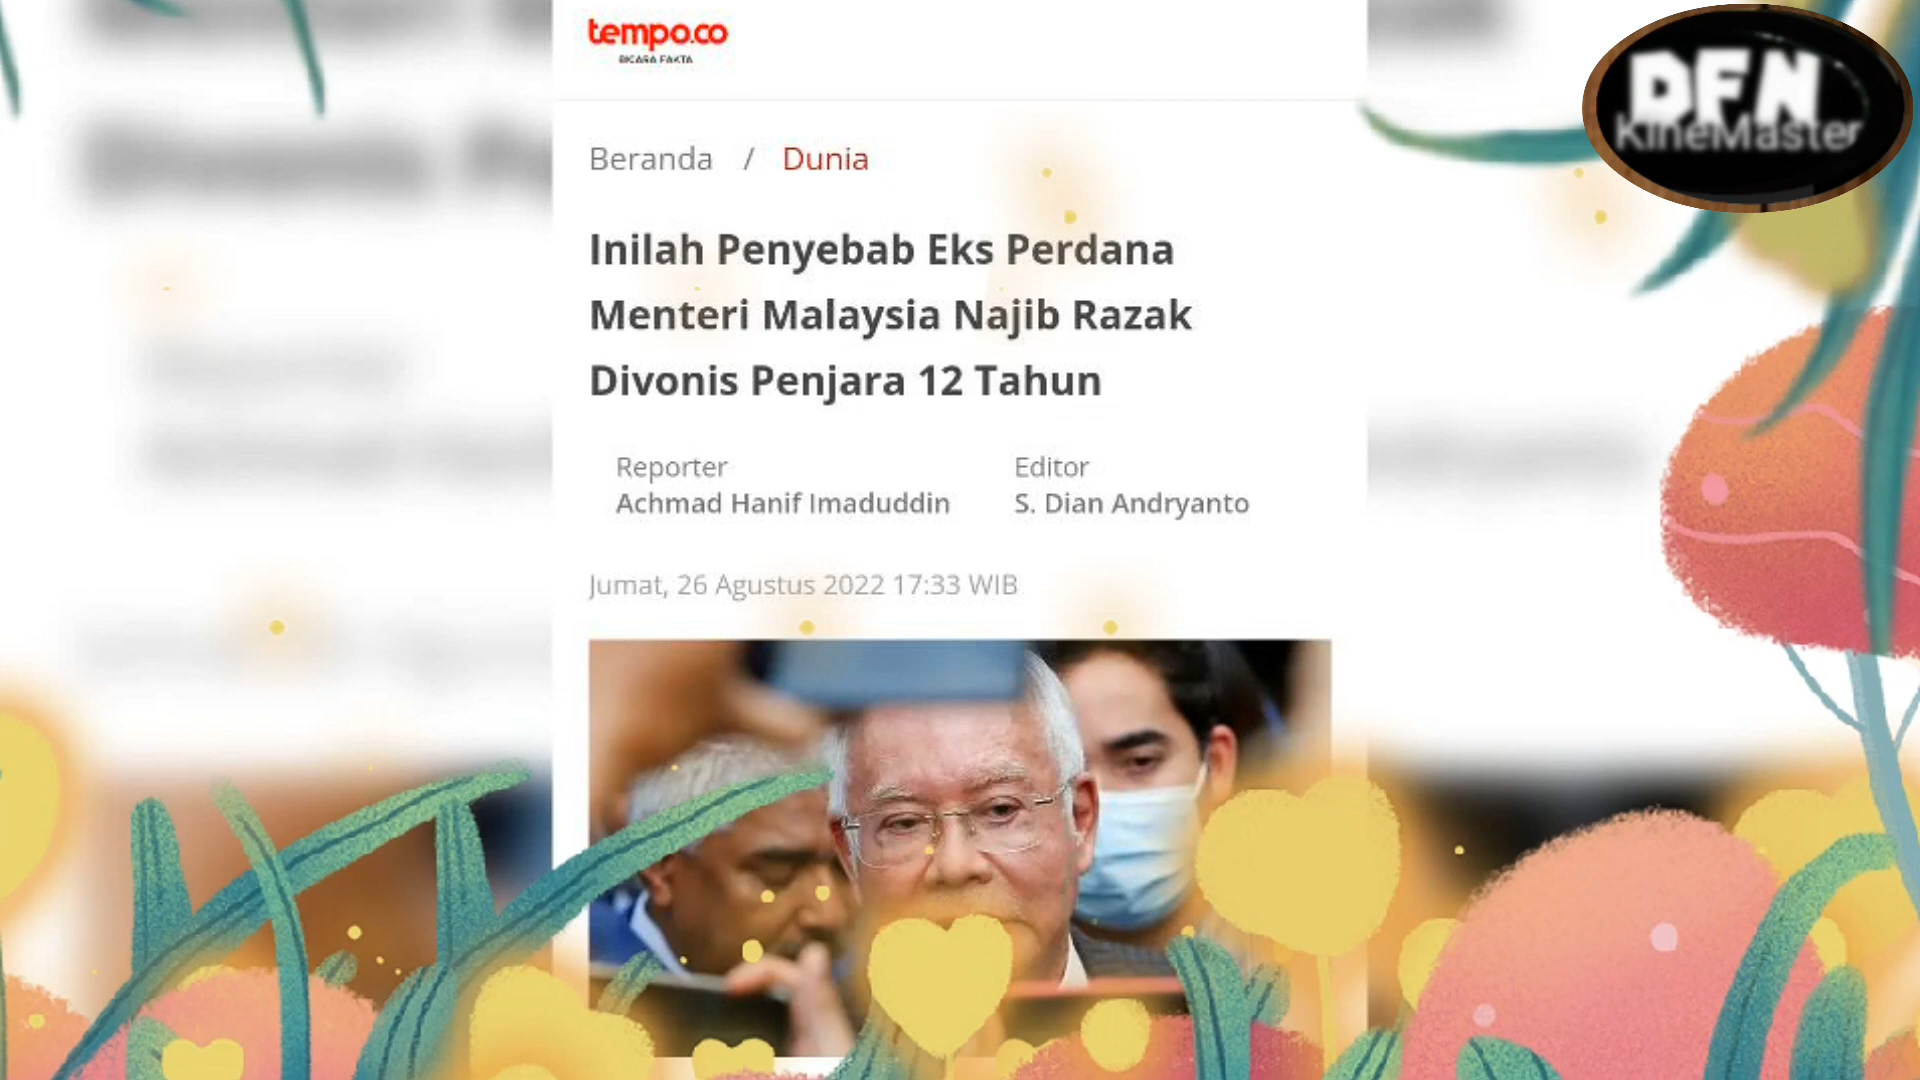 tempo.co
BICARA FAKTA
DFN
KineMaster
Beranda / Dunia
Inilah Penyebab Eks Perdana
Menteri Malaysia Najib Razak
Divonis Penjara 12 Tahun
Reporter Editor
Achmad Hanif Imaduddin S. Dian Andryanto
Jumat, 26 Agustus 2022 17:33 WIB